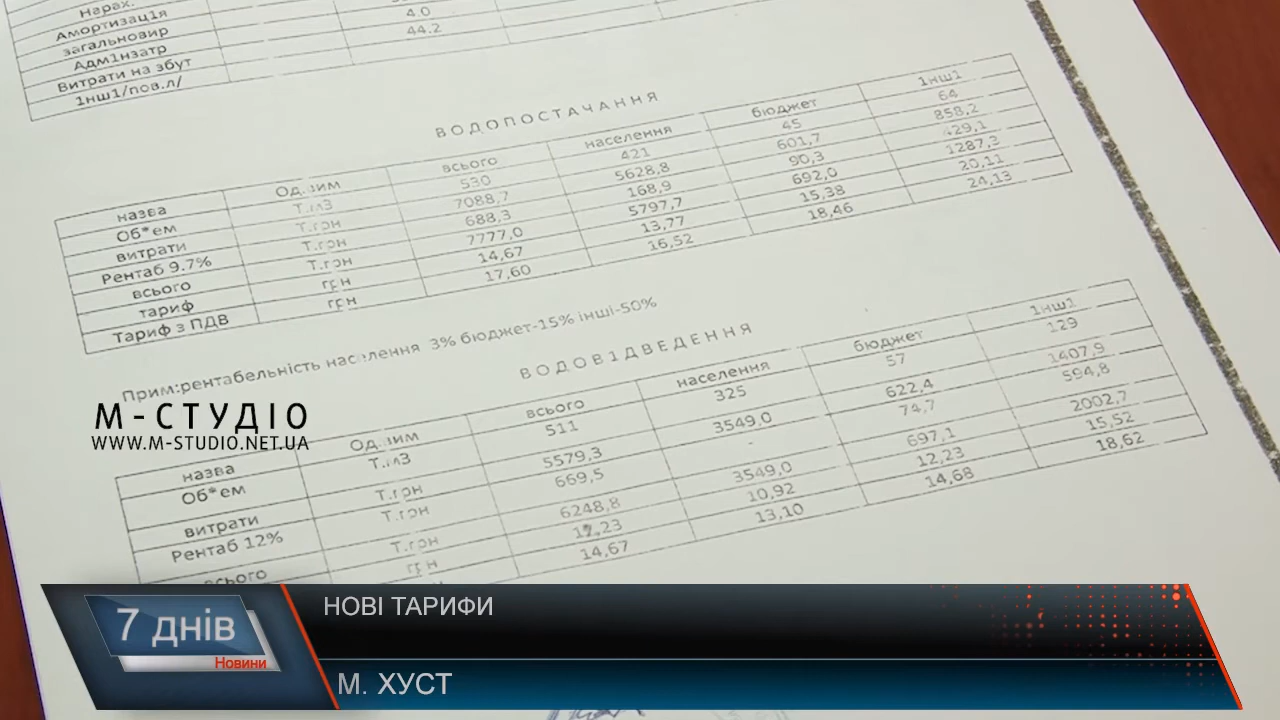 Нарах.
Амортизац1я 4.0
загальновир 44.2
Адм1нзатр
Витрати на збут
1нш1/пов.л/
ВОДОПОСТАЧАННЯ
назва Од.зим всього населення бюджет 1нш1
Об*ем Т.м3 530 421 45 64
витрати Т.грн 7088,7 5628,8 601,7 858,2
Рентаб 9.7% Т.грн 688,3 168,9 90,3 429,1
всього Т.грн 7777,0 5797,7 692,0 1287,3
тариф грн 14,67 13,77 15,38 20,11
Тариф з ПДВ грн 17,60 16,52 18,46 24,13
Прим:рентабельність населення 3% бюджет-15% інші-50%
ВОДОВ1ДВЕДЕННЯ
назва Од.зим всього населення бюджет 1нш1
Об*ем Т.м3 511 325 57 129
витрати Т.грн 5579,3 3549,0 622,4 1407,9
Рентаб 12% Т.грн 669,5 - 74,7 594,8
всього Т.грн 6248,8 3549,0 697,1 2002,7
грн 12,23 10,92 12,23 15,52
14,67 13,10 14,68 18,62
М-СТУДІО
WWW.M-STUDIO.NET.UA
7 днів
Новини
НОВІ ТАРИФИ
М. ХУСТ